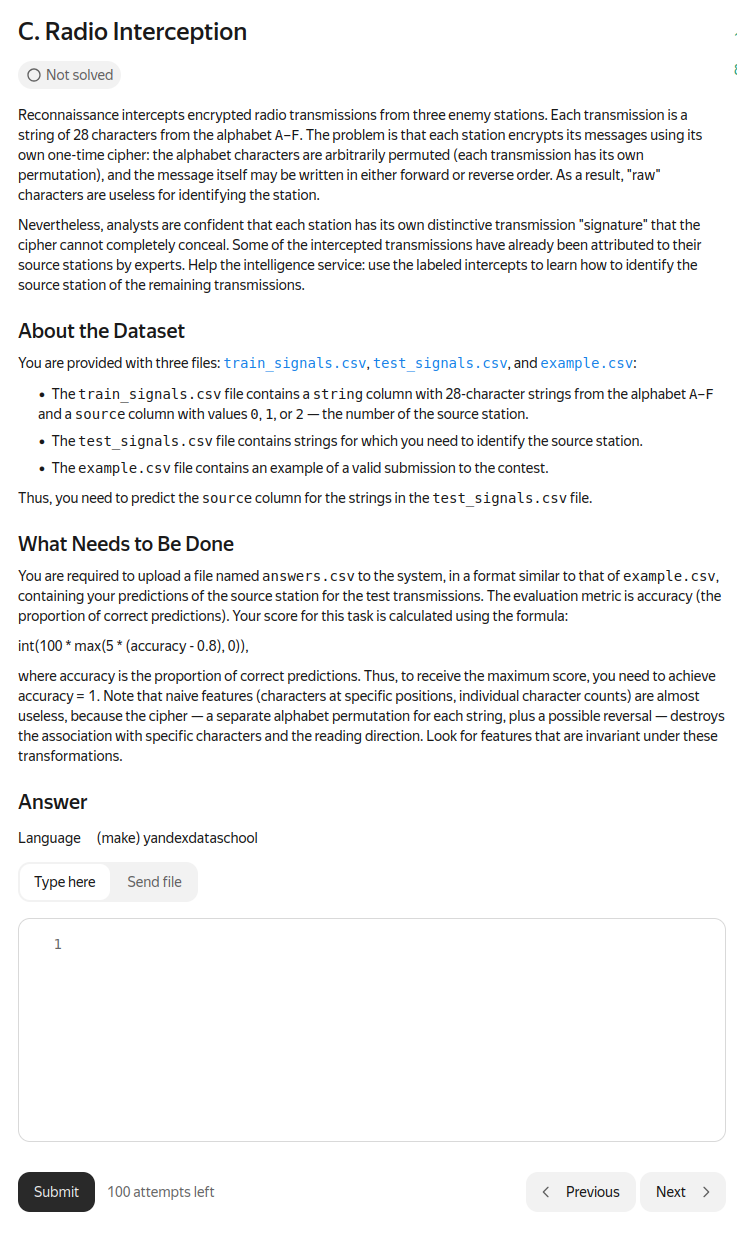 C. Radio Interception
Not solved
Reconnaissance intercepts encrypted radio transmissions from three enemy stations. Each transmission is a
string of 28 characters from the alphabet A–F. The problem is that each station encrypts its messages using its
own one-time cipher: the alphabet characters are arbitrarily permuted (each transmission has its own
permutation), and the message itself may be written in either forward or reverse order. As a result, "raw"
characters are useless for identifying the station.
Nevertheless, analysts are confident that each station has its own distinctive transmission "signature" that the
cipher cannot completely conceal. Some of the intercepted transmissions have already been attributed to their
source stations by experts. Help the intelligence service: use the labeled intercepts to learn how to identify the
source station of the remaining transmissions.
About the Dataset
You are provided with three files: train_signals.csv, test_signals.csv, and example.csv:
• The train_signals.csv file contains a string column with 28-character strings from the alphabet A–F
and a source column with values 0, 1, or 2 — the number of the source station.
• The test_signals.csv file contains strings for which you need to identify the source station.
• The example.csv file contains an example of a valid submission to the contest.
Thus, you need to predict the source column for the strings in the test_signals.csv file.
What Needs to Be Done
You are required to upload a file named answers.csv to the system, in a format similar to that of example.csv,
containing your predictions of the source station for the test transmissions. The evaluation metric is accuracy (the
proportion of correct predictions). Your score for this task is calculated using the formula:
int(100 * max(5 * (accuracy - 0.8), 0)),
where accuracy is the proportion of correct predictions. Thus, to receive the maximum score, you need to achieve
accuracy = 1. Note that naive features (characters at specific positions, individual character counts) are almost
useless, because the cipher — a separate alphabet permutation for each string, plus a possible reversal — destroys
the association with specific characters and the reading direction. Look for features that are invariant under these
transformations.
Answer
Language (make) yandexdataschool
Type here Send file
1
Submit 100 attempts left Previous Next